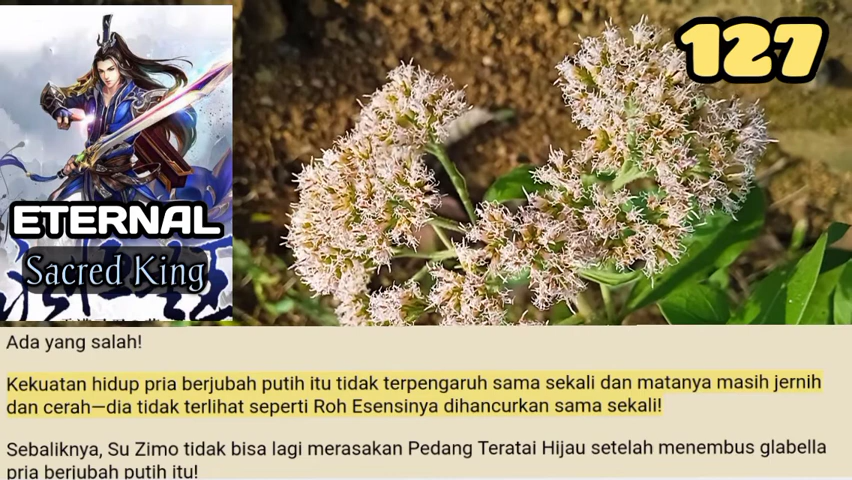 127
ETERNAL
Sacred King
Ada yang salah!
Kekuatan hidup pria berjubah putih itu tidak terpengaruh sama sekali dan matanya masih jernih
dan cerah—dia tidak terlihat seperti Roh Esensinya dihancurkan sama sekali!
Sebaliknya, Su Zimo tidak bisa lagi merasakan Pedang Teratai Hijau setelah menembus glabella
pria berjubah putih itu!